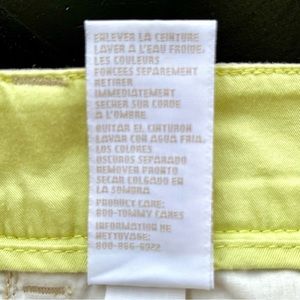 ENLEVER LA CEINTURE
LAVER A L'EAU FROIDE,
LES COULEURS
FONCEES SEPAREMENT
RETIRER
IMMEDIATEMENT
SECHER SUR CORDE
A L'OMBRE
QUITAR EL CINTURON
LAVAR CON AGUA FRIA,
LOS COLORES
OSCUROS SEPARADO
REMOVER PRONTO
SECAR COLGADO EN
LA SOMBRA
PRODUCT CARE:
800-TOMMY CARES
INFORMATION RE
NETTOYAGE:
800-866-6922